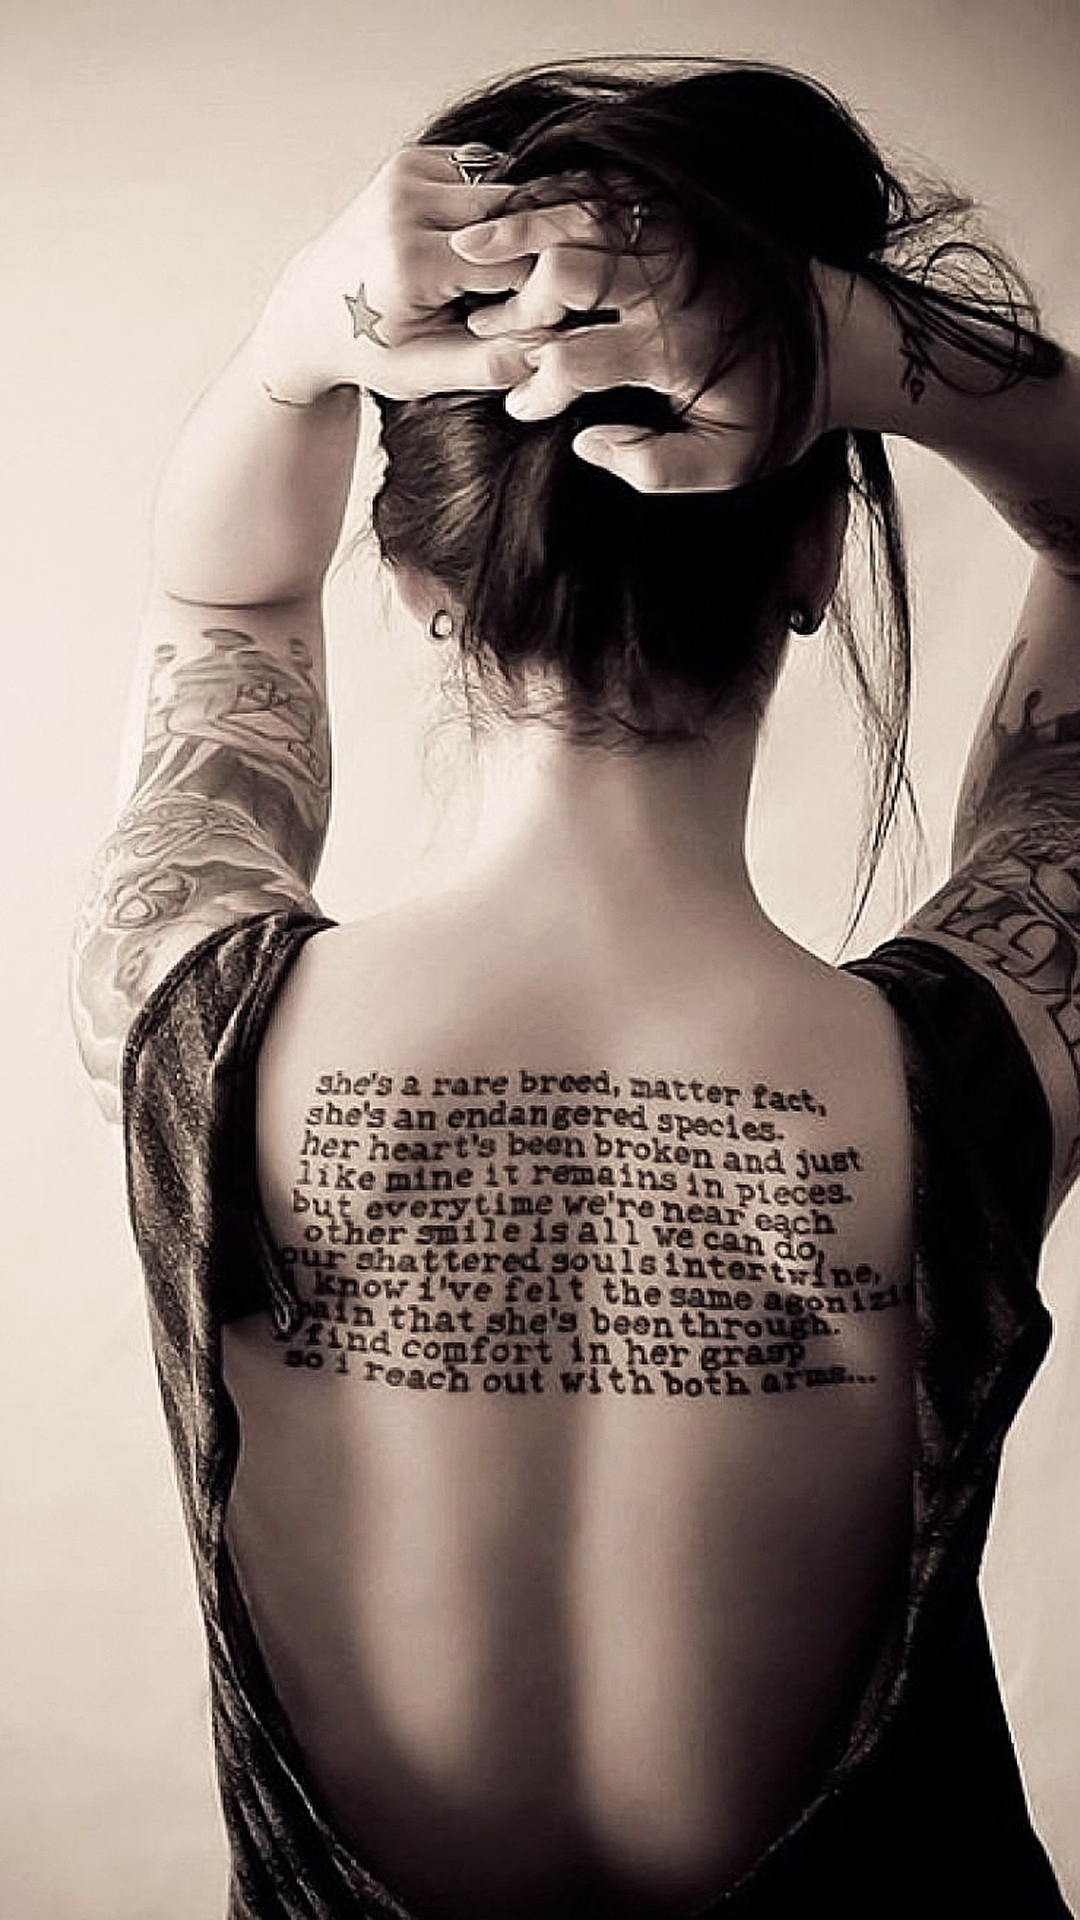 she's a rare breed, matter fact,
she's an endangered species.
her heart's been broken and just
like mine it remains in pieces.
but everytime we're near each
other smile is all we can do,
our shattered souls intertwine,
know i've felt the same
that she's been through.
find comfort in her grasp
so i reach out with both arms...